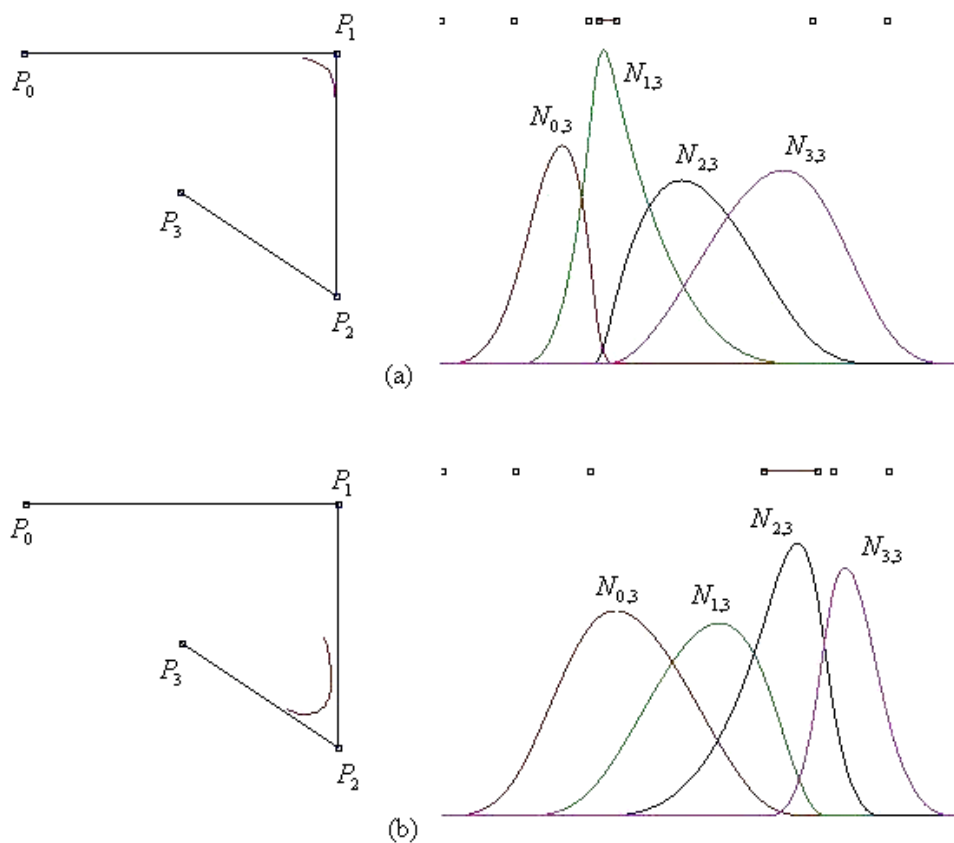 P₁
P₀
N₁,₃
N₀,₃
N₂,₃
N₃,₃
P₃
P₂
(a)
P₁
P₀
N₂,₃
N₃,₃
N₀,₃
N₁,₃
P₃
P₂
(b)